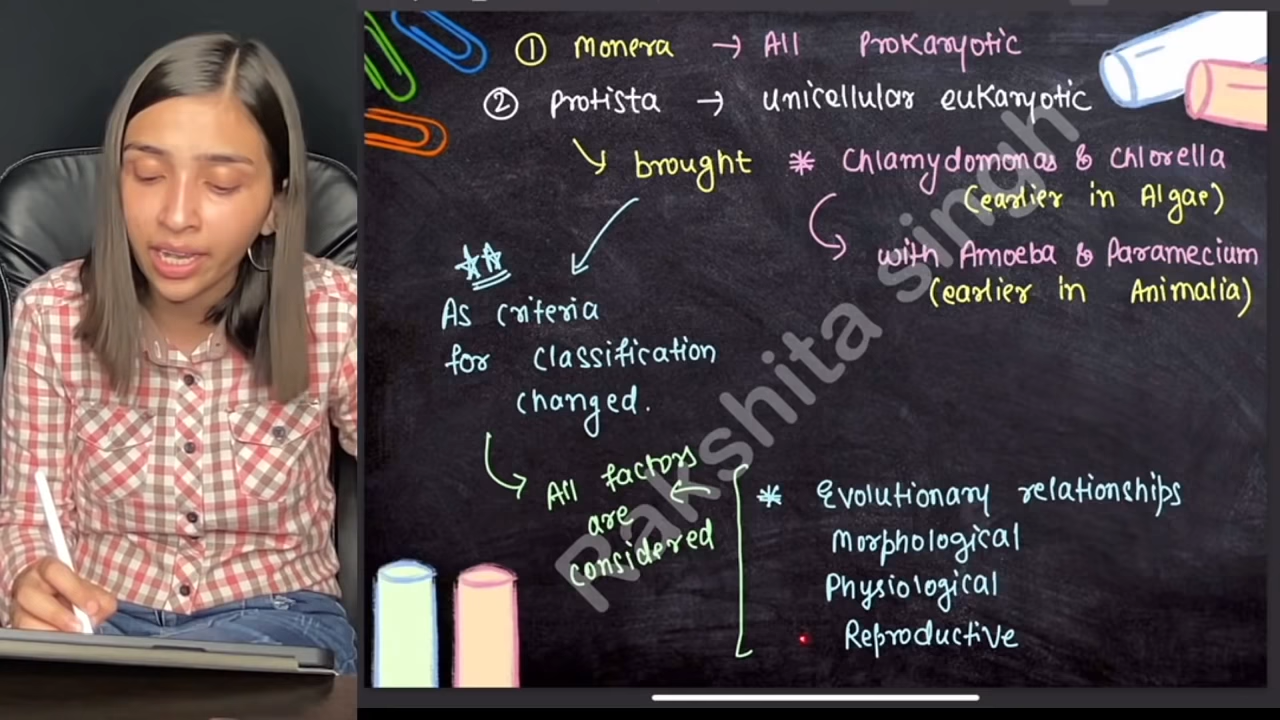 ① Monera → All Prokaryotic
② Protista → unicellular eukaryotic
↘ brought * Chlamydomonas & Chlorella
(earlier in Algae)
with Amoeba & Paramecium
(earlier in Animalia)
As criteria
for classification
changed.
All factors
are
considered
* Evolutionary relationships
Morphological
Physiological
Reproductive
Rakshita singh